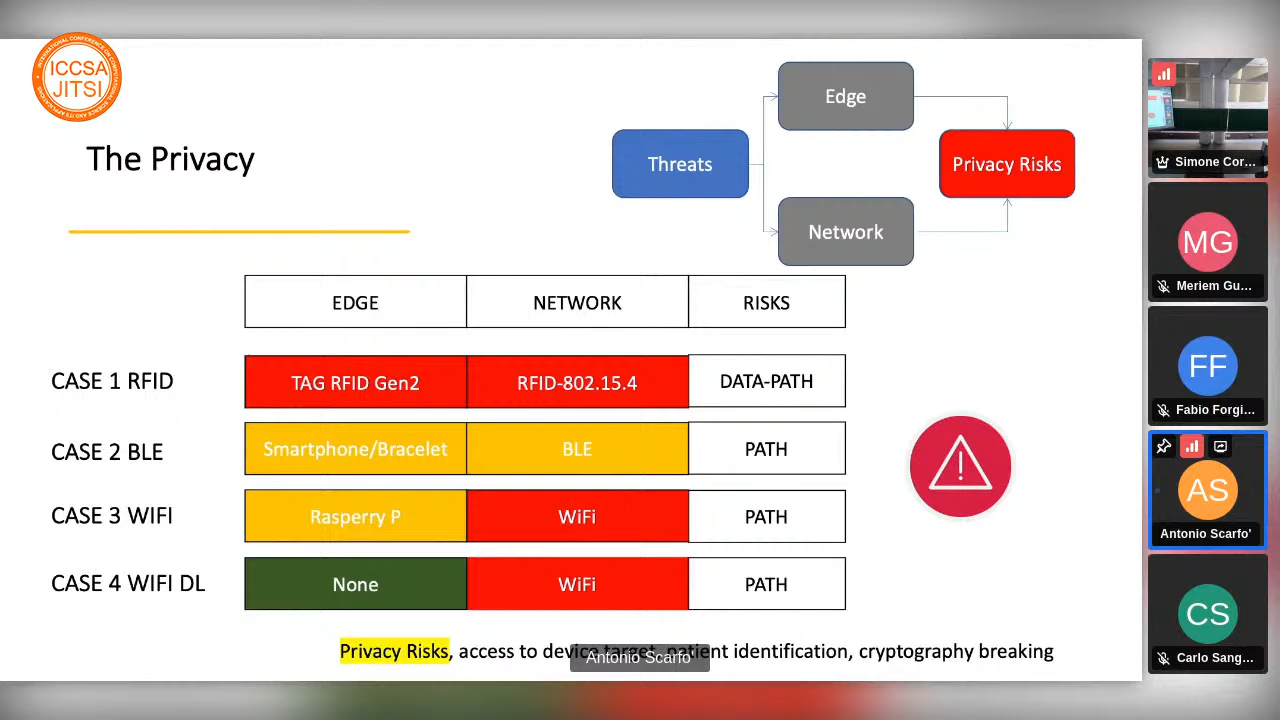 ICCSA
JITSI
The Privacy
Threats
Edge
Network
Privacy Risks
EDGE NETWORK RISKS
CASE 1 RFID TAG RFID Gen2 RFID-802.15.4 DATA-PATH
CASE 2 BLE Smartphone/Bracelet BLE PATH
CASE 3 WIFI Rasperry P WiFi PATH
CASE 4 WIFI DL None WiFi PATH
Privacy Risks, access to device target, patient identification, cryptography breaking
Antonio Scarfo'
Simone Cor...
MG
Meriem Gu...
FF
Fabio Forgi...
AS
Antonio Scarfo'
CS
Carlo Sang...